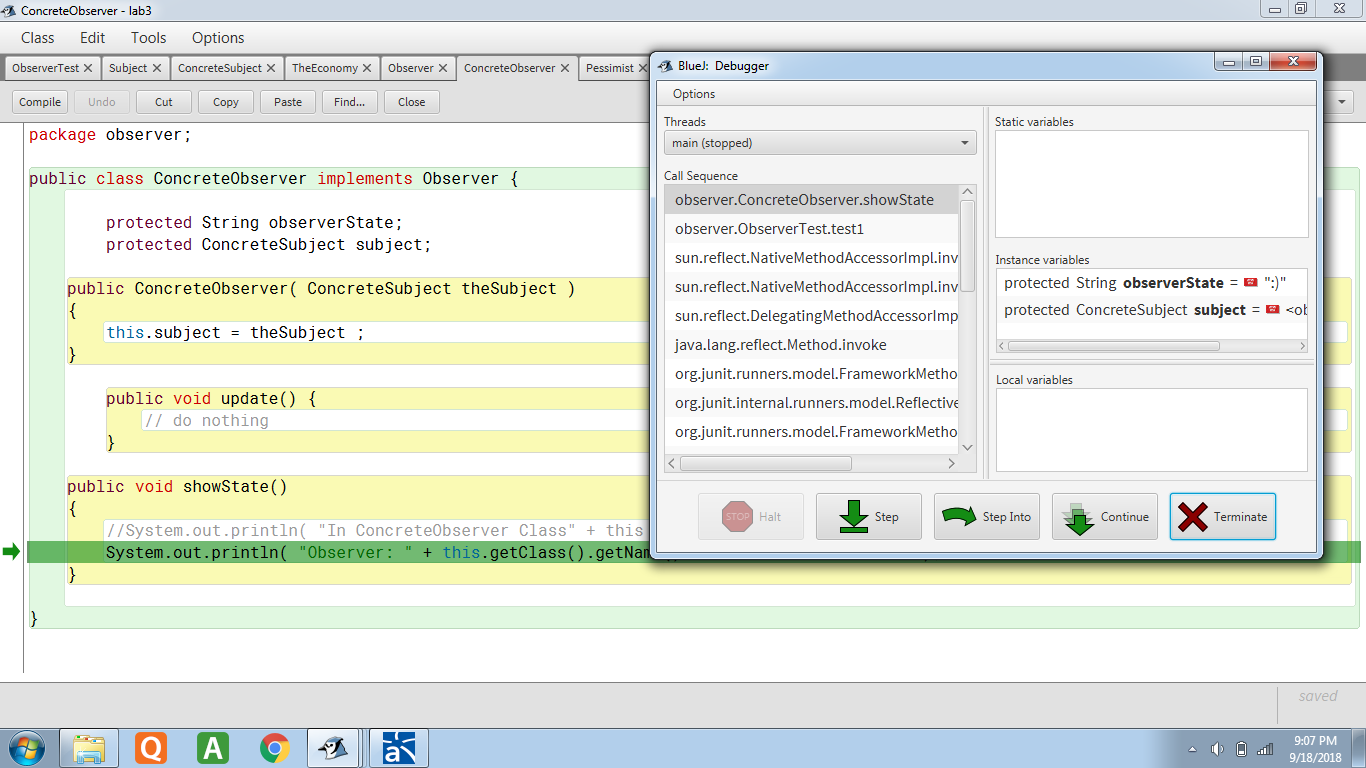 ConcreteObserver - lab3
Class Edit Tools Options
ObserverTest Subject ConcreteSubject TheEconomy Observer ConcreteObserver Pessimist
Compile Undo Cut Copy Paste Find... Close
package observer;
public class ConcreteObserver implements Observer {
protected String observerState;
protected ConcreteSubject subject;
public ConcreteObserver( ConcreteSubject theSubject )
{
this.subject = theSubject ;
}
public void update() {
// do nothing
}
public void showState()
{
//System.out.println( "In ConcreteObserver Class" + this
System.out.println( "Observer: " + this.getClass().getNam
}
}
saved
BlueJ: Debugger
Options
Threads
main (stopped)
Call Sequence
observer.ConcreteObserver.showState
observer.ObserverTest.test1
sun.reflect.NativeMethodAccessorImpl.inv
sun.reflect.NativeMethodAccessorImpl.inv
sun.reflect.DelegatingMethodAccessorImp
java.lang.reflect.Method.invoke
org.junit.runners.model.FrameworkMetho
org.junit.internal.runners.model.Reflective
org.junit.runners.model.FrameworkMetho
Static variables
Instance variables
protected String observerState = ":)"
protected ConcreteSubject subject = <ob
Local variables
STOP Halt Step Step Into Continue Terminate
Q A a
9:07 PM
9/18/2018